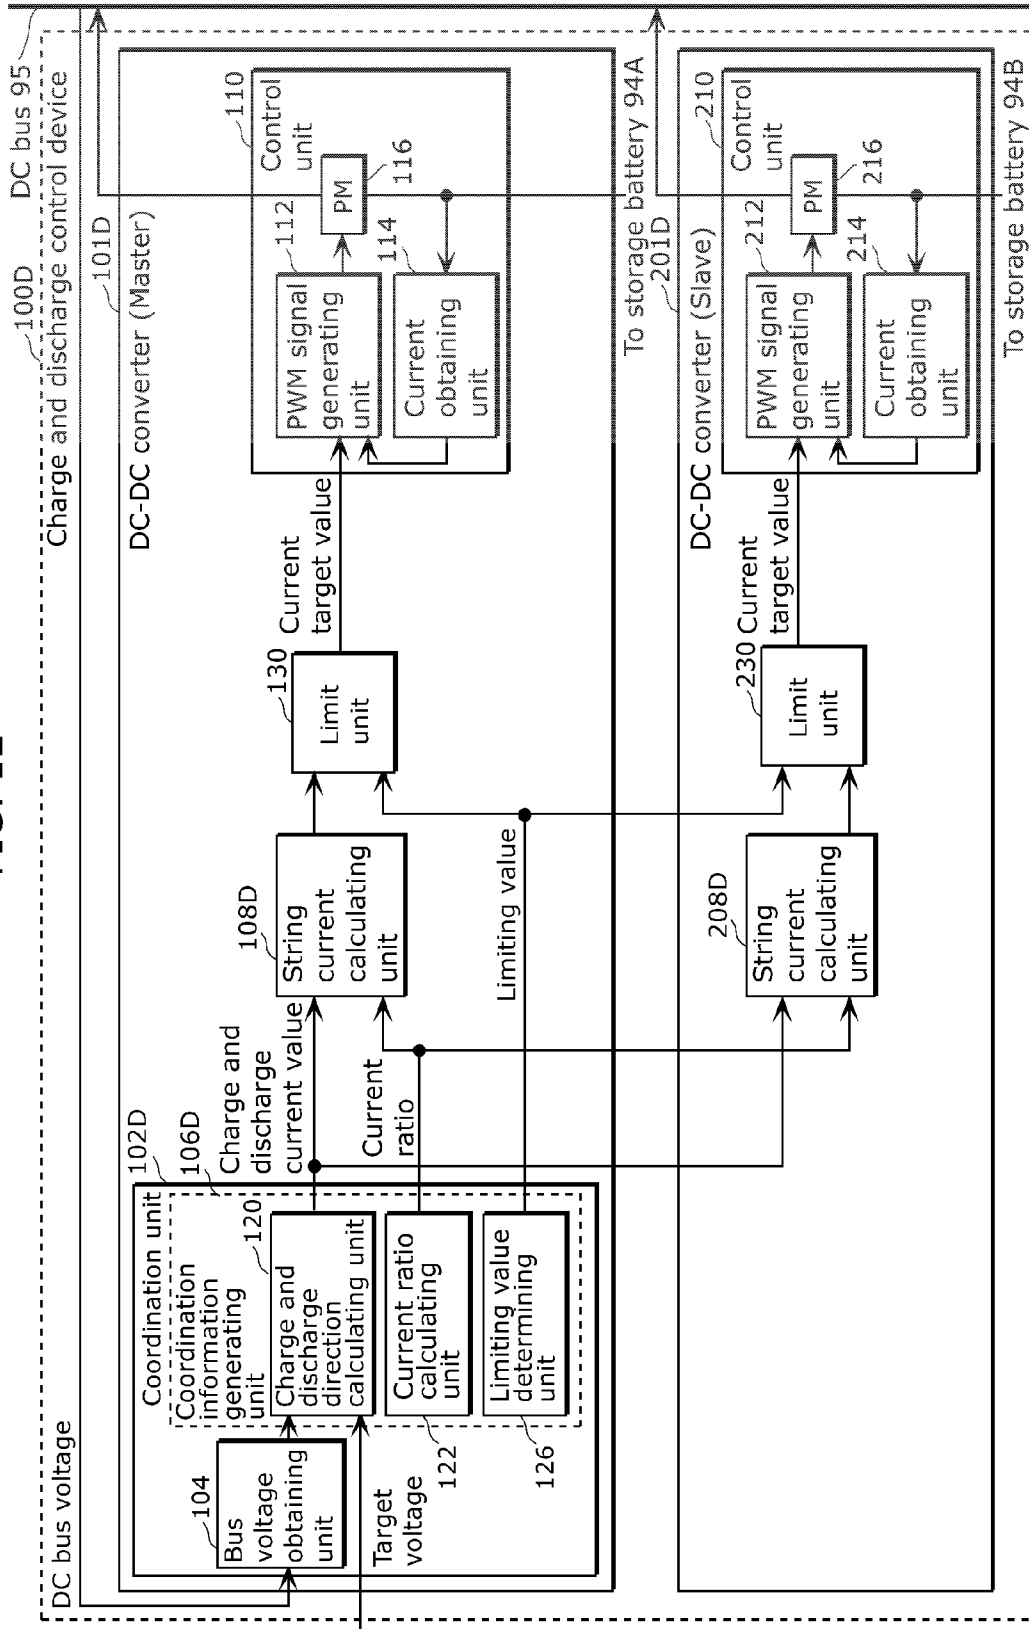 DC bus 95
100D
Charge and discharge control device
DC bus voltage
101D
DC-DC converter (Master)
102D
Coordination unit
106D
Coordination
information
generating
unit
104
Bus
voltage
obtaining
unit
120
Charge and
discharge
direction
calculating unit
Target
voltage
122
Current ratio
calculating
unit
126
Limiting value
determining
unit
Charge and
discharge
current value
Current
ratio
Limiting value
108D
String
current
calculating
unit
130
Limit
unit
Current
target value
110
Control
unit
112
PWM signal
generating
unit
116
PM
114
Current
obtaining
unit
To storage battery 94A
201D
DC-DC converter (Slave)
208D
String
current
calculating
unit
230
Limit
unit
Current
target value
210
Control
unit
212
PWM signal
generating
unit
216
PM
214
Current
obtaining
unit
To storage battery 94B